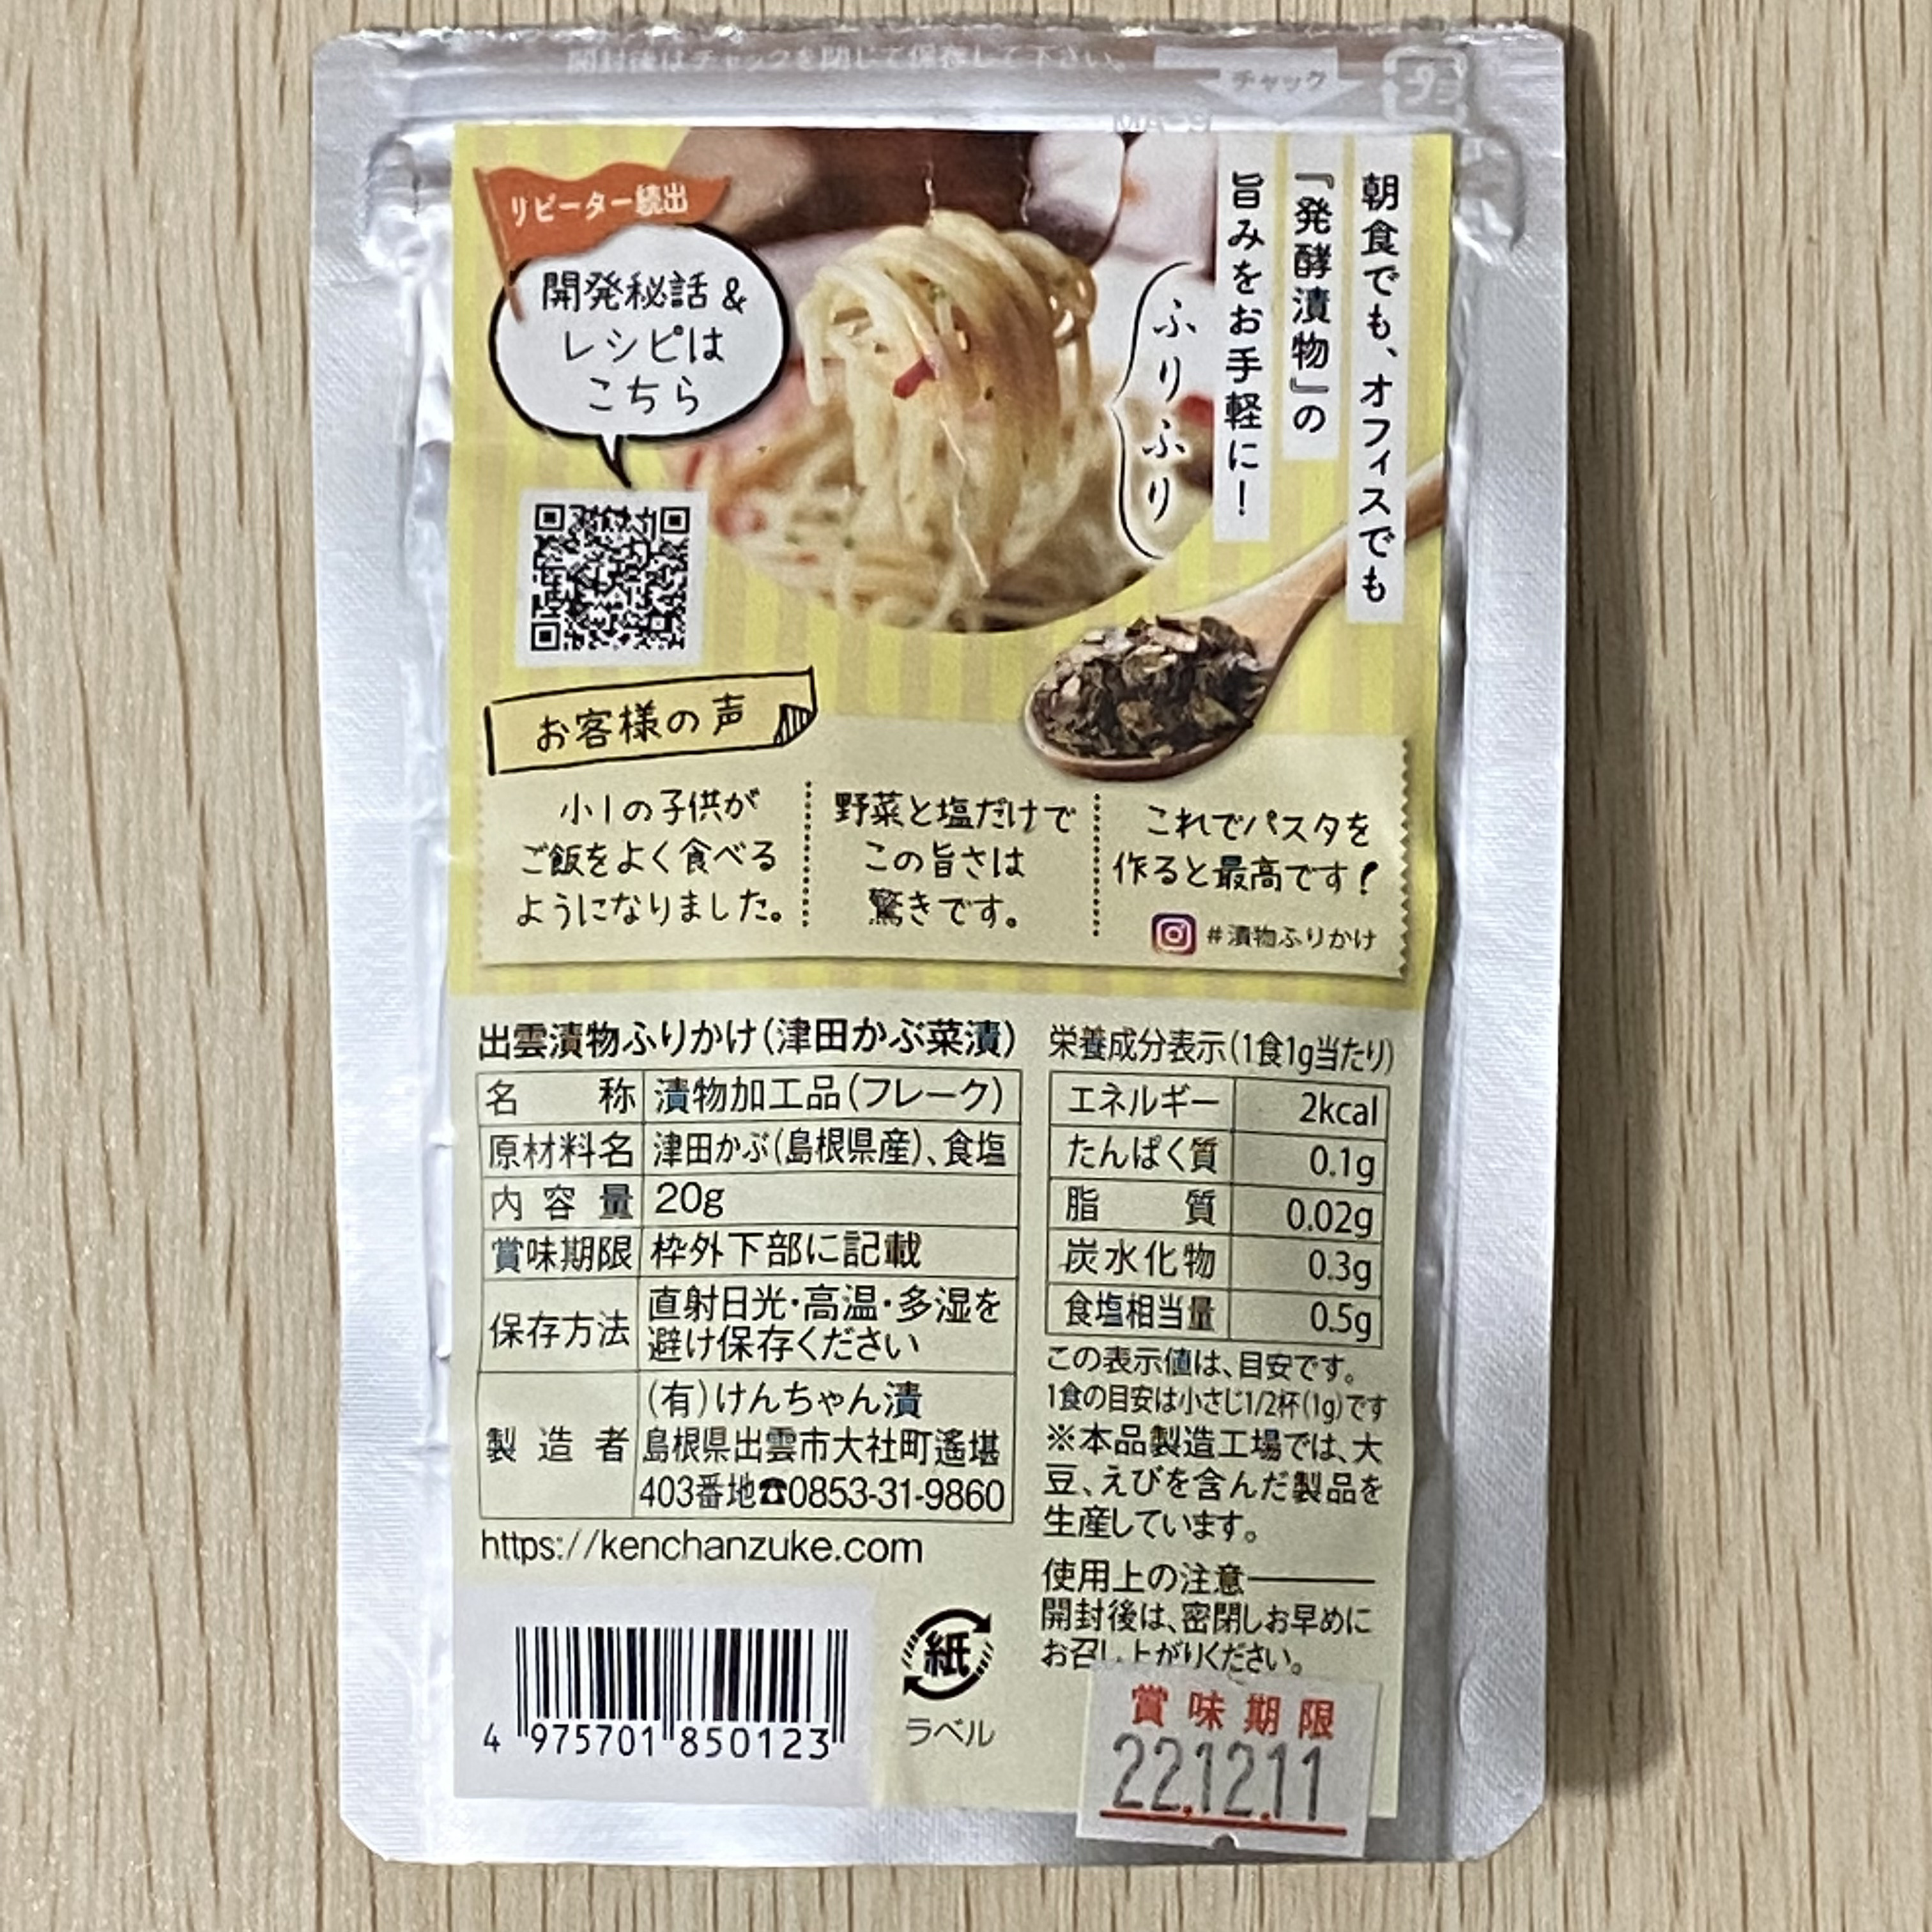 開封後はチャックを閉じて保存して下さい。
チャック
プラ
MA-9
朝食でも、オフィスでも
『発酵漬物』の
旨みをお手軽に!
ふりふり
リピーター続出
開発秘話&
レシピは
こちら
お客様の声
小1の子供が
ご飯をよく食べる
ようになりました。
野菜と塩だけで
この旨さは
驚きです。
これでパスタを
作ると最高です!
#漬物ふりかけ
出雲漬物ふりかけ(津田かぶ菜漬)
名称 漬物加工品(フレーク)
原材料名 津田かぶ(島根県産)、食塩
内容量 20g
賞味期限 枠外下部に記載
保存方法 直射日光・高温・多湿を
避け保存ください
製造者 (有)けんちゃん漬
島根県出雲市大社町遙堪
403番地☎0853-31-9860
https://kenchanzuke.com
栄養成分表示(1食1g当たり)
エネルギー 2kcal
たんぱく質 0.1g
脂質 0.02g
炭水化物 0.3g
食塩相当量 0.5g
この表示値は、目安です。
1食の目安は小さじ1/2杯(1g)です
※本品製造工場では、大
豆、えびを含んだ製品を
生産しています。
使用上の注意
開封後は、密閉しお早めに
お召し上がりください。
4 975701 850123
紙
ラベル
賞味期限
22.12.11